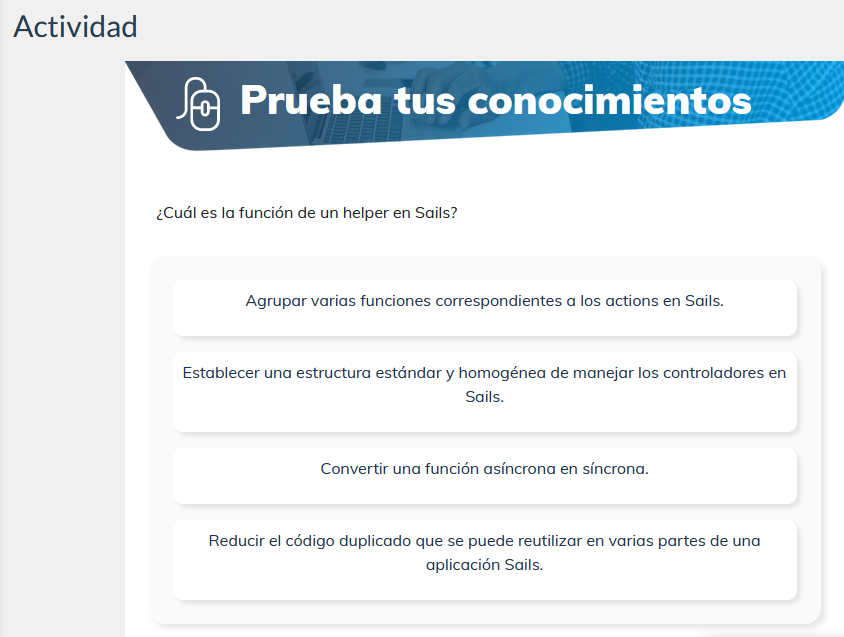 Actividad
Prueba tus conocimientos
¿Cuál es la función de un helper en Sails?
Agrupar varias funciones correspondientes a los actions en Sails.
Establecer una estructura estándar y homogénea de manejar los controladores en
Sails.
Convertir una función asíncrona en síncrona.
Reducir el código duplicado que se puede reutilizar en varias partes de una
aplicación Sails.